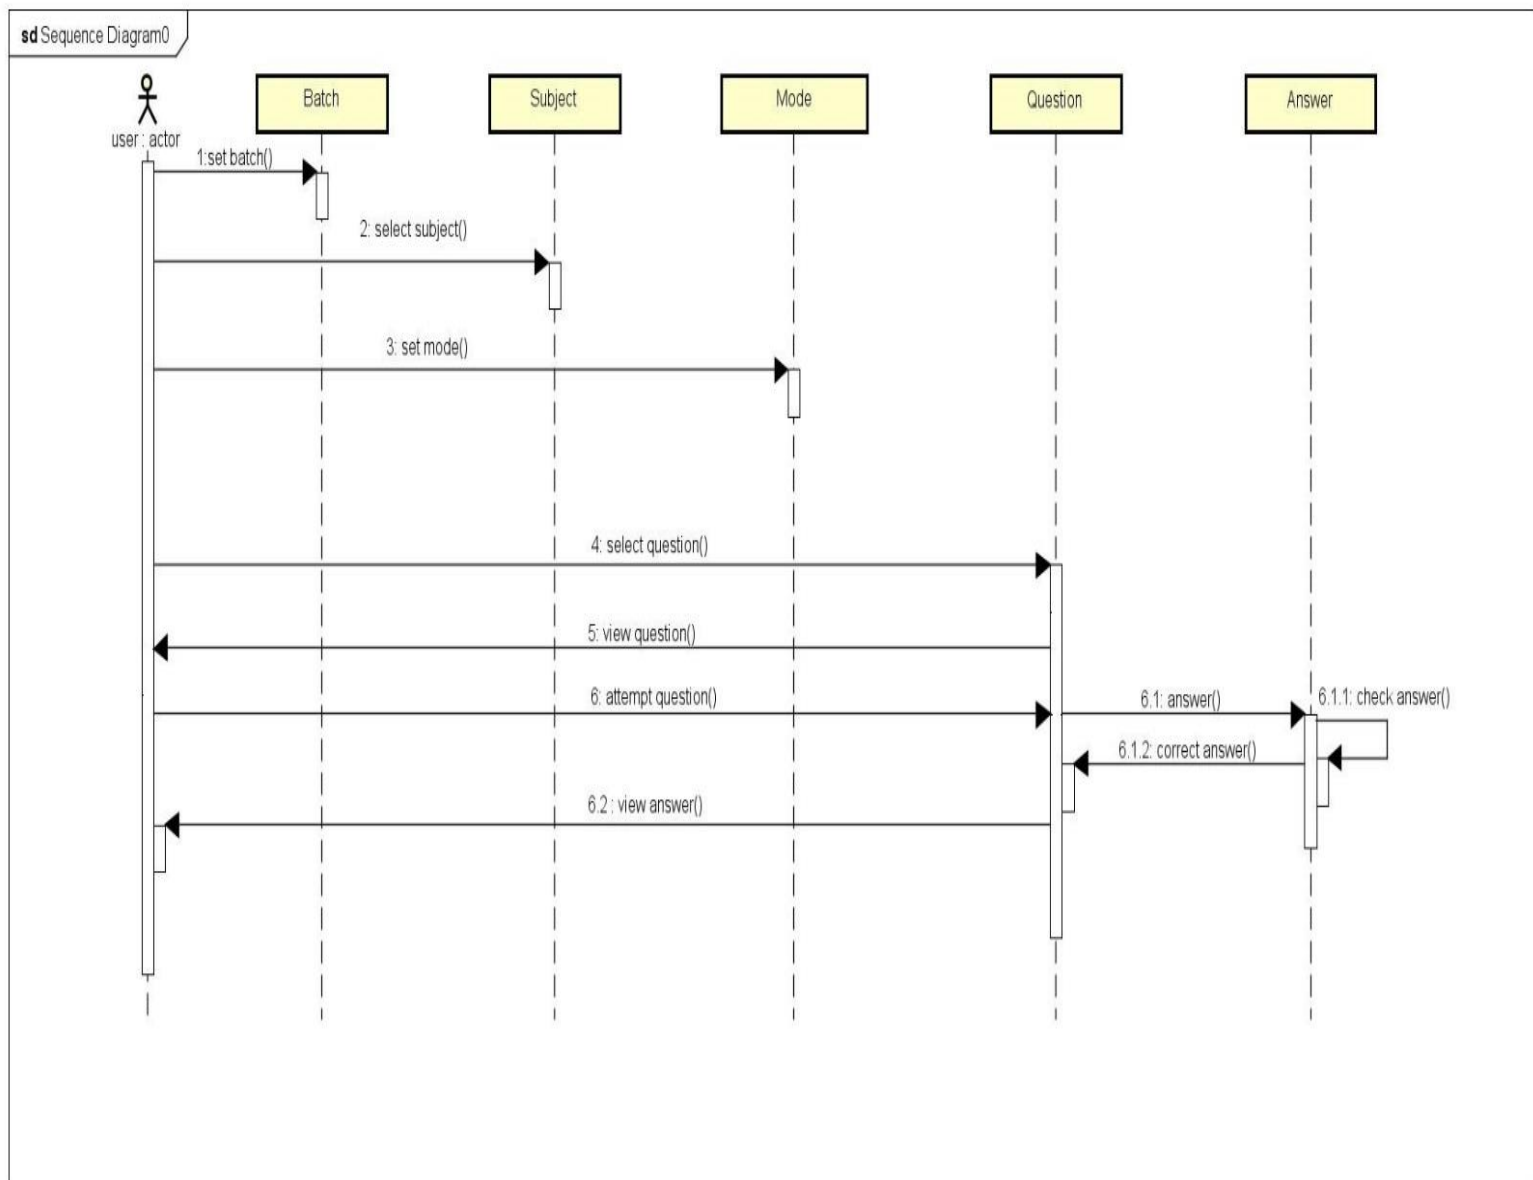 sd Sequence Diagram0
user : actor
Batch
Subject
Mode
Question
Answer
1:set batch()
2: select subject()
3: set mode()
4: select question()
5: view question()
6: attempt question()
6.1: answer()
6.1.1: check answer()
6.1.2: correct answer()
6.2 : view answer()